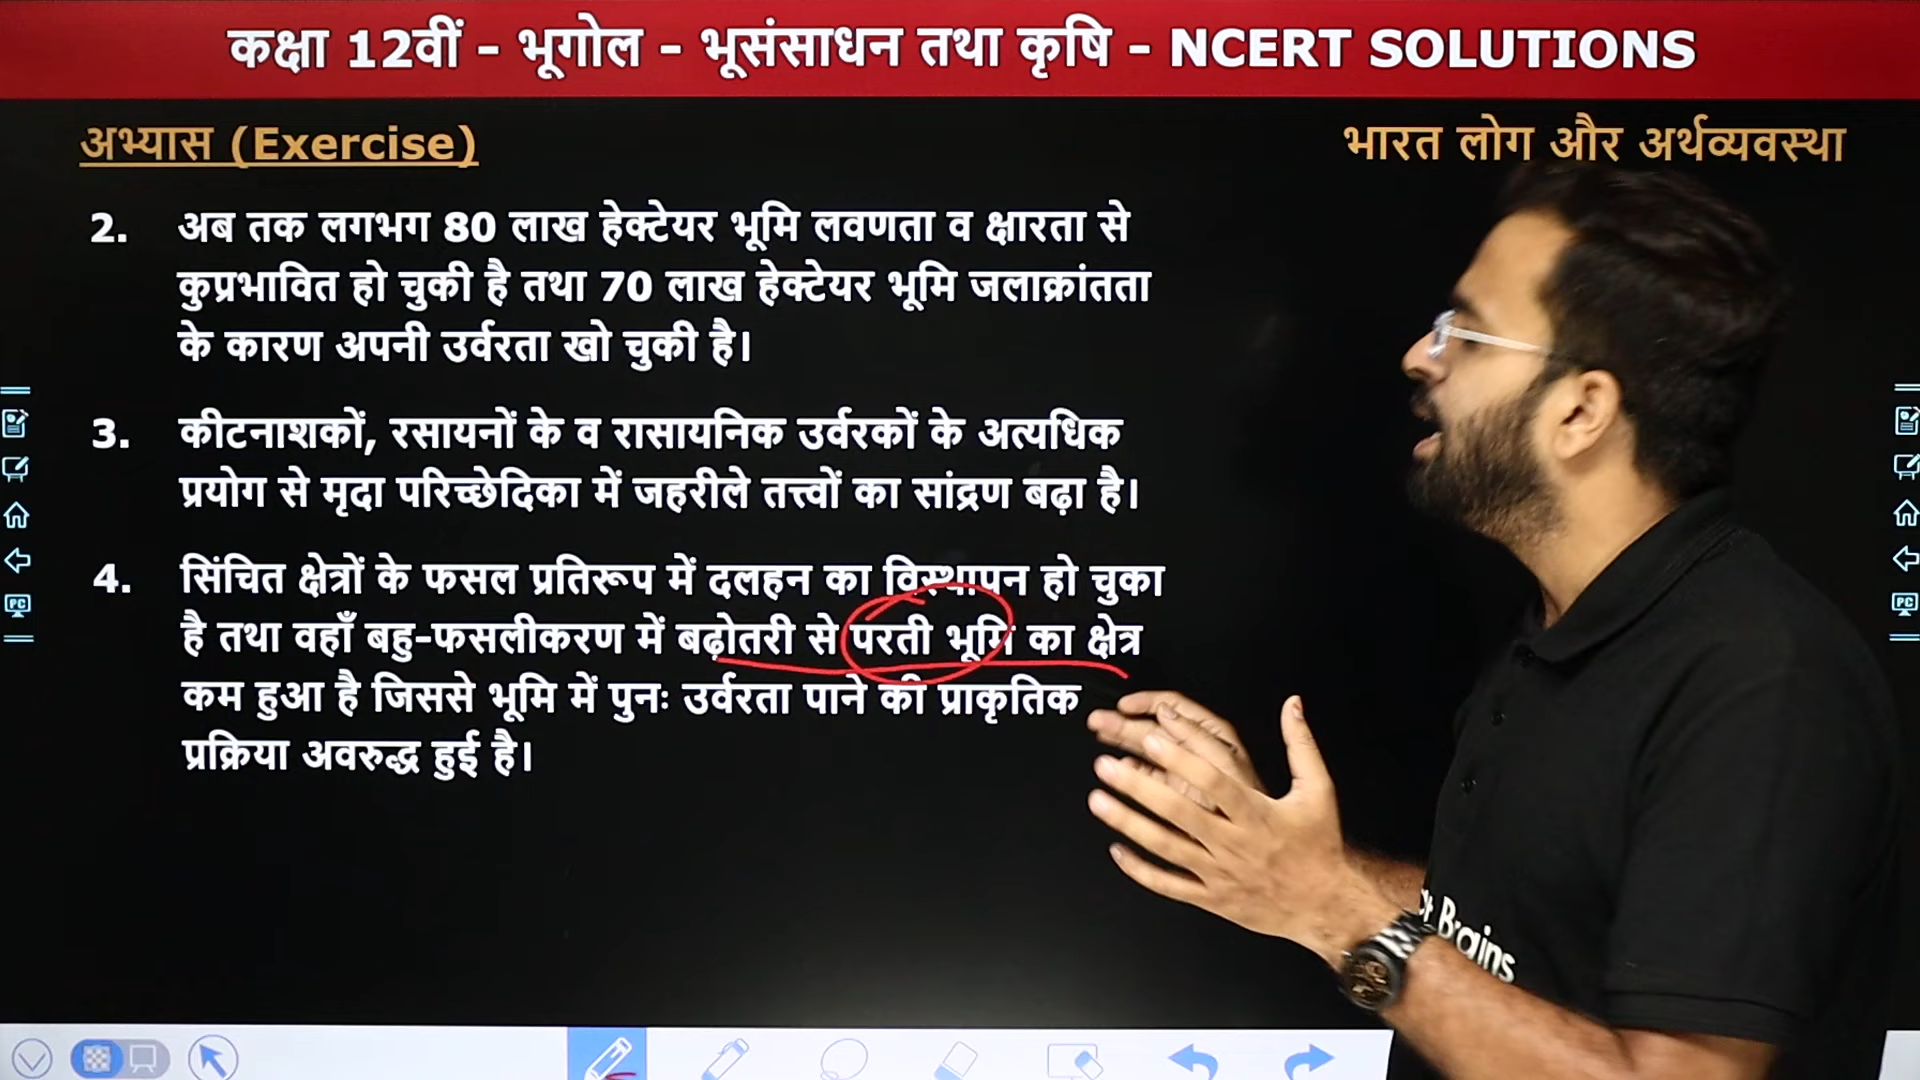 कक्षा 12वीं - भूगोल - भूसंसाधन तथा कृषि - NCERT SOLUTIONS
अभ्यास (Exercise)
भारत लोग और अर्थव्यवस्था
2. अब तक लगभग 80 लाख हेक्टेयर भूमि लवणता व क्षारता से
कुप्रभावित हो चुकी है तथा 70 लाख हेक्टेयर भूमि जलाक्रांतता
के कारण अपनी उर्वरता खो चुकी है।
3. कीटनाशकों, रसायनों के व रासायनिक उर्वरकों के अत्यधिक
प्रयोग से मृदा परिच्छेदिका में जहरीले तत्त्वों का सांद्रण बढ़ा है।
4. सिंचित क्षेत्रों के फसल प्रतिरूप में दलहन का विस्थापन हो चुका
है तथा वहाँ बहु-फसलीकरण में बढ़ोतरी से परती भूमि का क्षेत्र
कम हुआ है जिससे भूमि में पुनः उर्वरता पाने की प्राकृतिक
प्रक्रिया अवरुद्ध हुई है।
PC
PC
Brains